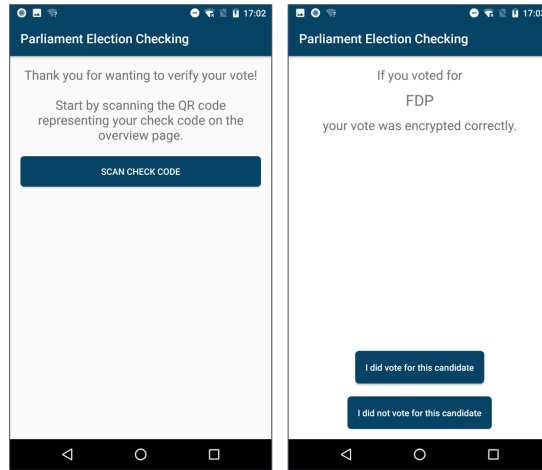 17:02
Parliament Election Checking
Thank you for wanting to verify your vote!
Start by scanning the QR code
representing your check code on the
overview page.
SCAN CHECK CODE
17:03
Parliament Election Checking
If you voted for
FDP
your vote was encrypted correctly.
I did vote for this candidate
I did not vote for this candidate